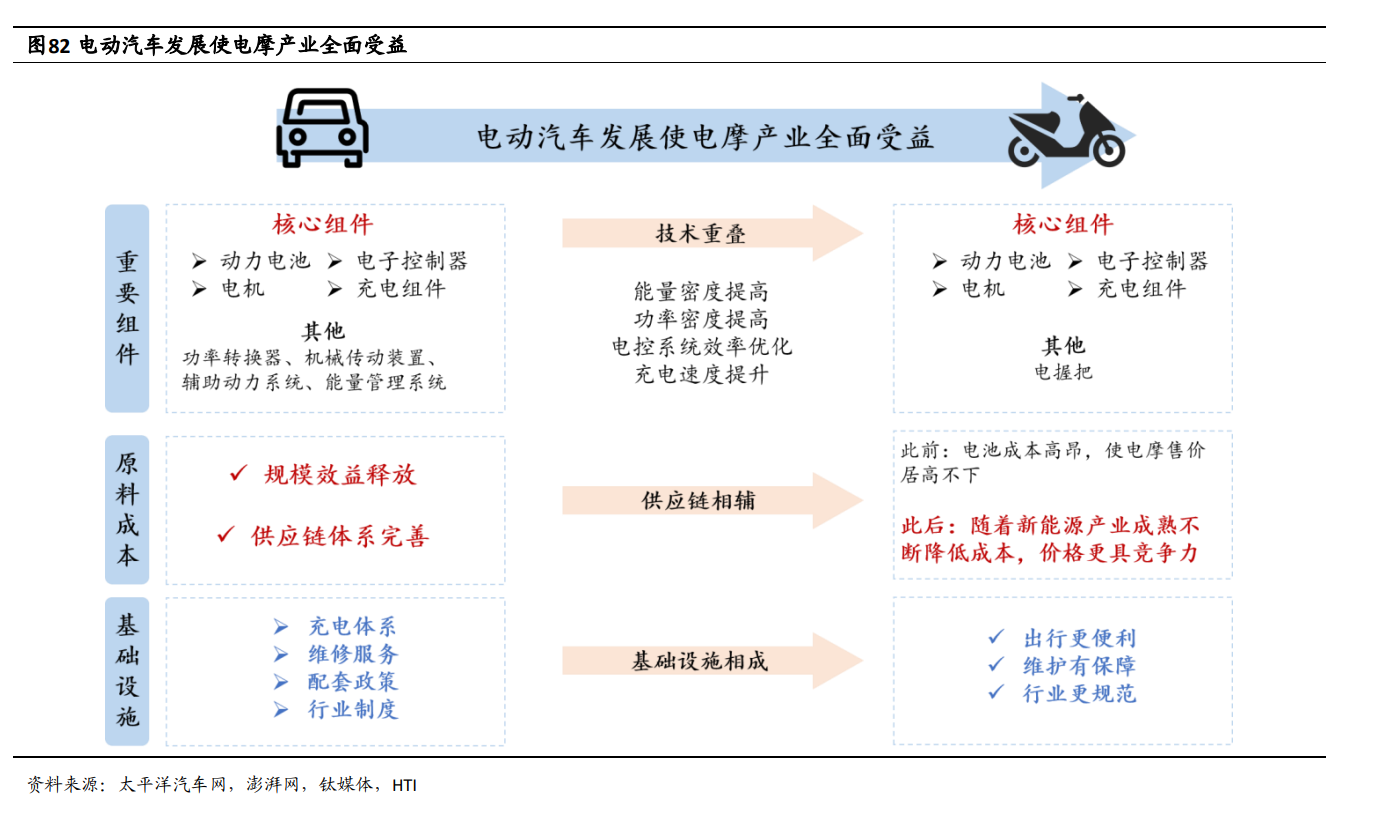 图82 电动汽车发展使电摩产业全面受益
电动汽车发展使电摩产业全面受益
重要组件
核心组件
➢ 动力电池 ➢ 电子控制器
➢ 电机 ➢ 充电组件
其他
功率转换器、机械传动装置、
辅助动力系统、能量管理系统
技术重叠
能量密度提高
功率密度提高
电控系统效率优化
充电速度提升
核心组件
➢ 动力电池 ➢ 电子控制器
➢ 电机 ➢ 充电组件
其他
电握把
原料成本
✓ 规模效益释放
✓ 供应链体系完善
供应链相辅
此前：电池成本高昂，使电摩售价
居高不下
此后：随着新能源产业成熟不
断降低成本，价格更具竞争力
基础设施
➢ 充电体系
➢ 维修服务
➢ 配套政策
➢ 行业制度
基础设施相成
✓ 出行更便利
✓ 维护有保障
✓ 行业更规范
资料来源：太平洋汽车网，澎湃网，钛媒体，HTI